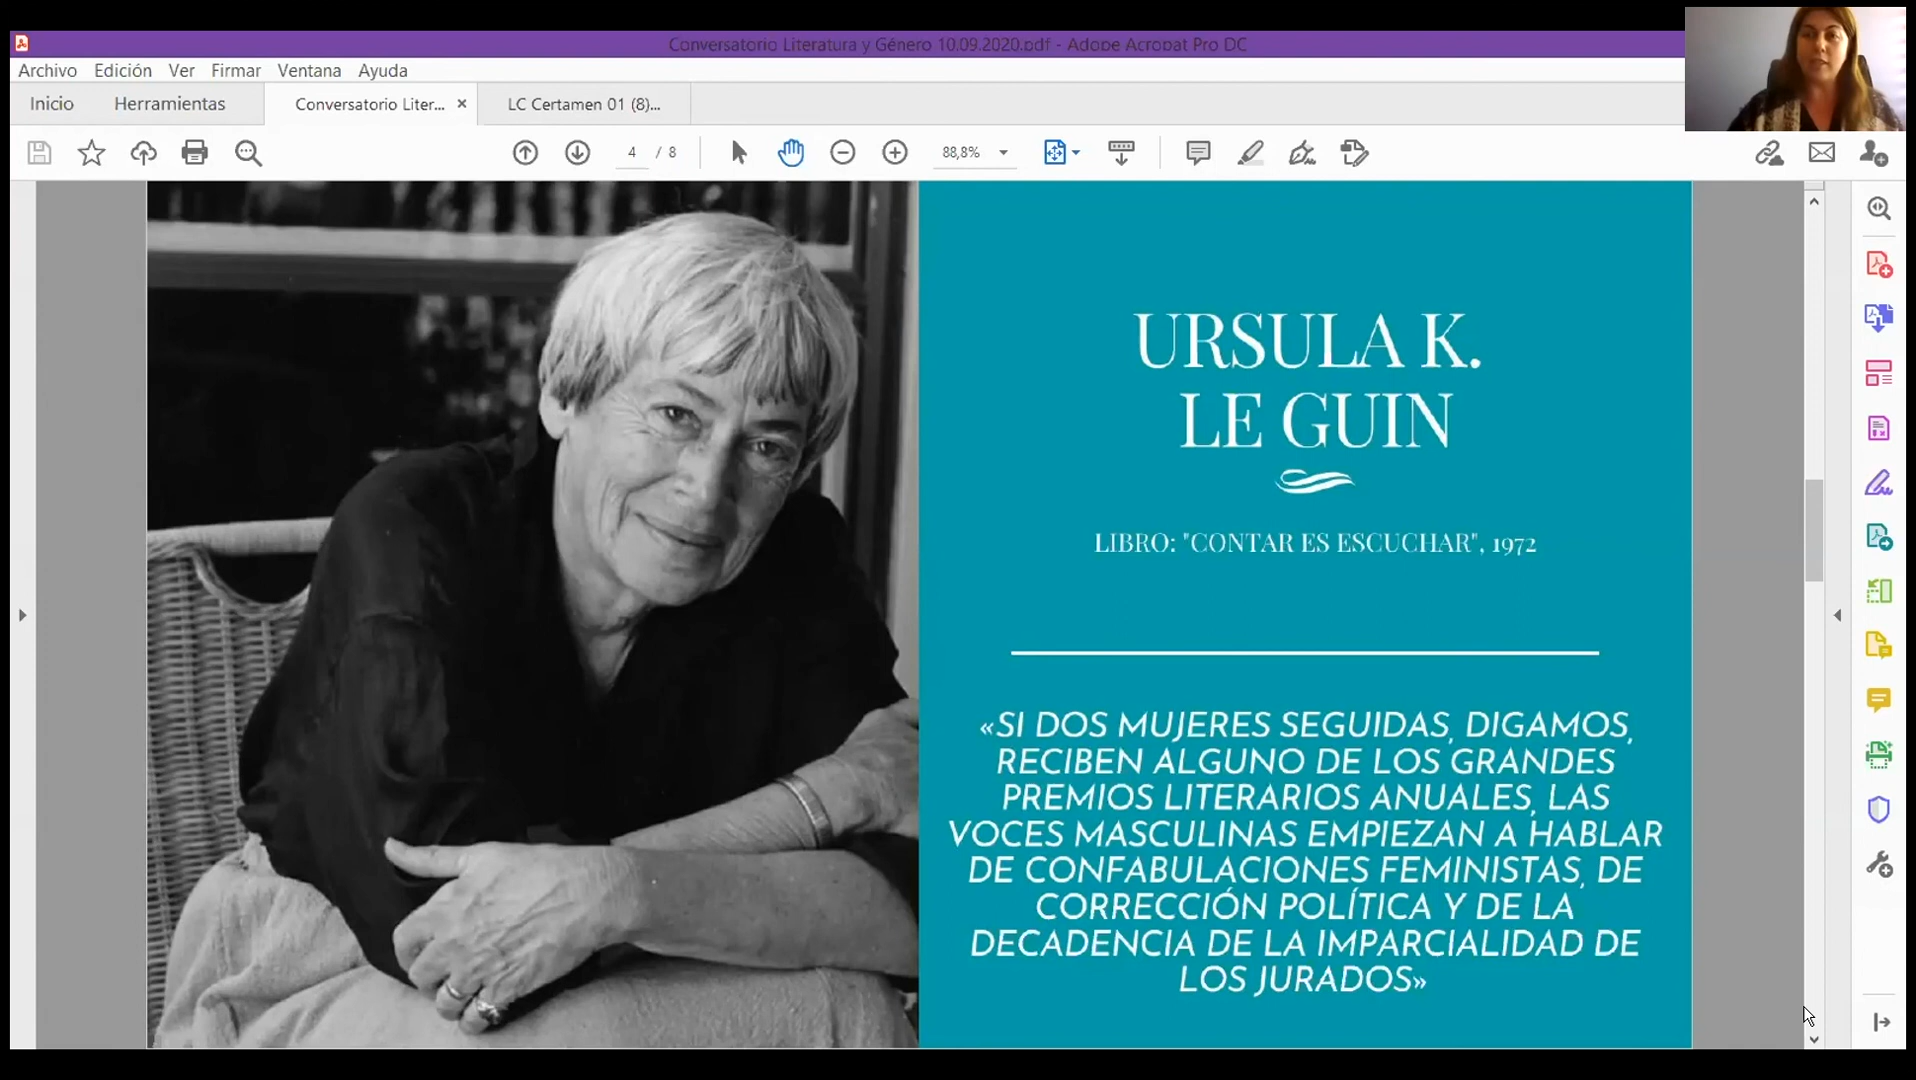 Conversatorio Literatura y Género 10.09.2020.pdf - Adobe Acrobat Pro DC
Archivo Edición Ver Firmar Ventana Ayuda
Inicio Herramientas Conversatorio Liter... × LC Certamen 01 (8)...
4 / 8 88,8%
URSULA K.
LE GUIN
LIBRO: "CONTAR ES ESCUCHAR", 1972
«SI DOS MUJERES SEGUIDAS, DIGAMOS,
RECIBEN ALGUNO DE LOS GRANDES
PREMIOS LITERARIOS ANUALES, LAS
VOCES MASCULINAS EMPIEZAN A HABLAR
DE CONFABULACIONES FEMINISTAS, DE
CORRECCIÓN POLÍTICA Y DE LA
DECADENCIA DE LA IMPARCIALIDAD DE
LOS JURADOS»